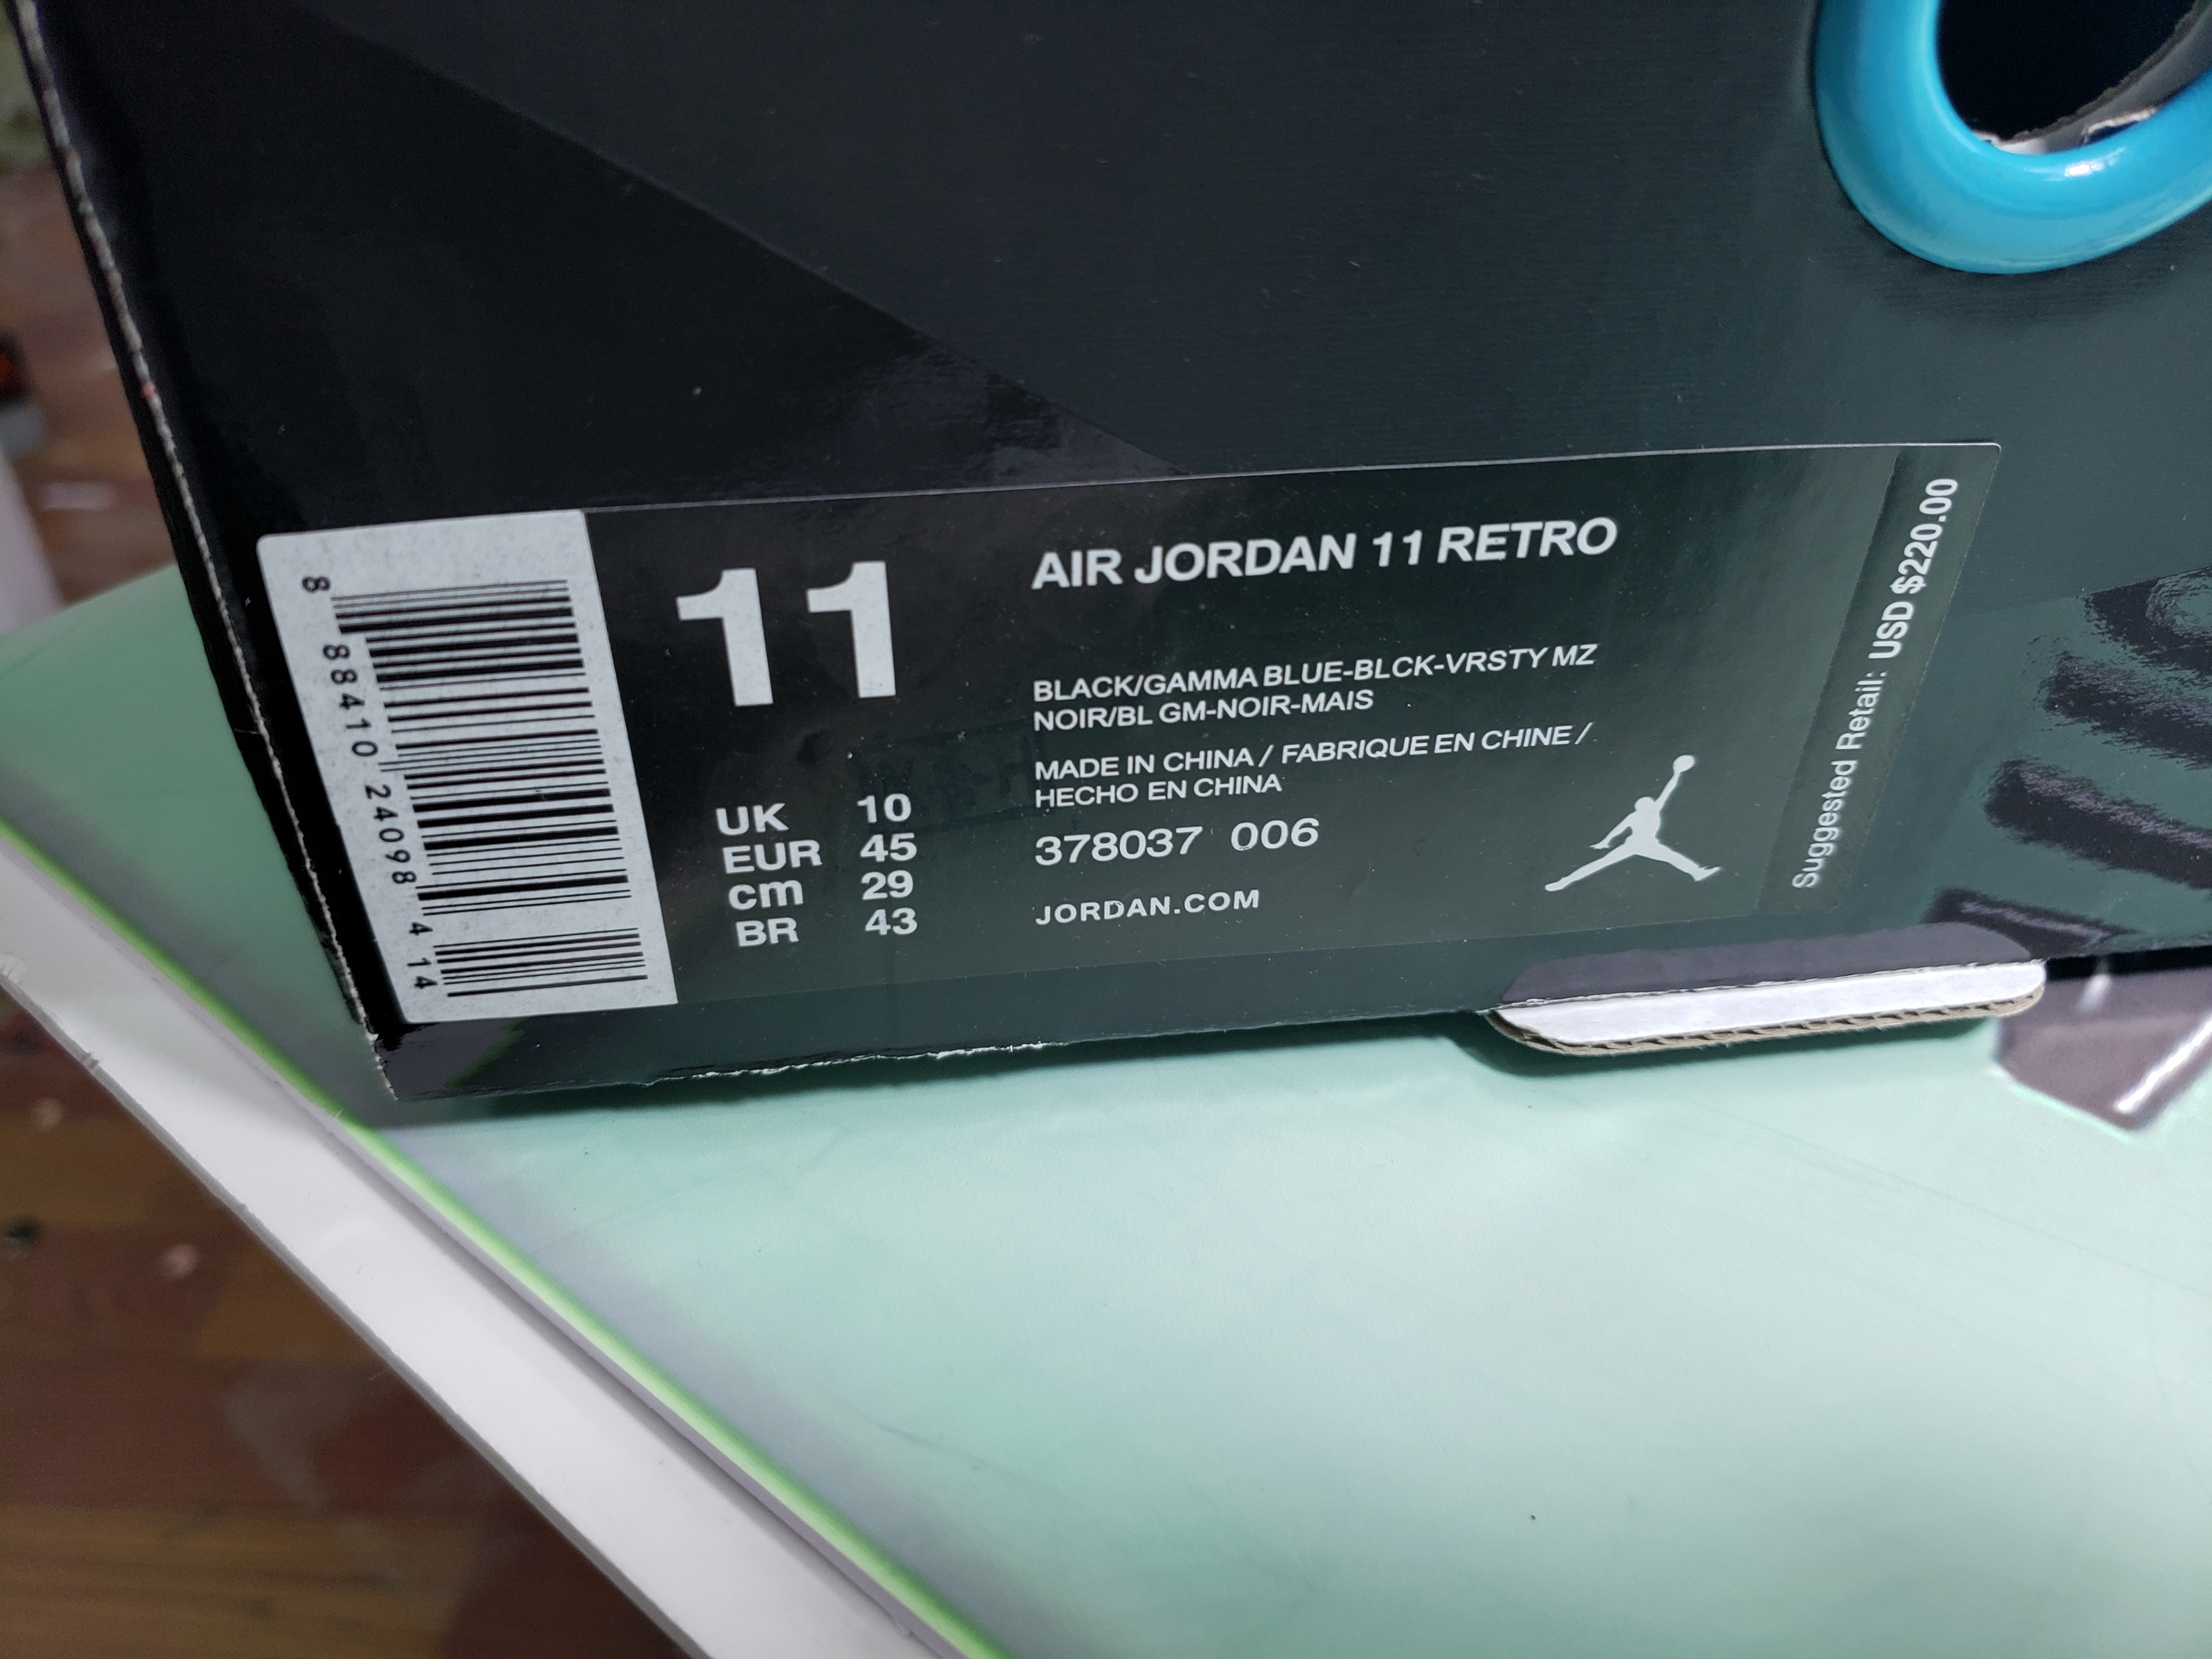 8 88410 24098 4 14
11
UK 10
EUR 45
cm 29
BR 43
AIR JORDAN 11 RETRO
BLACK/GAMMA BLUE-BLCK-VRSTY MZ
NOIR/BL GM-NOIR-MAIS
MADE IN CHINA / FABRIQUE EN CHINE /
HECHO EN CHINA
378037 006
JORDAN.COM
Suggested Retail: USD $220.00